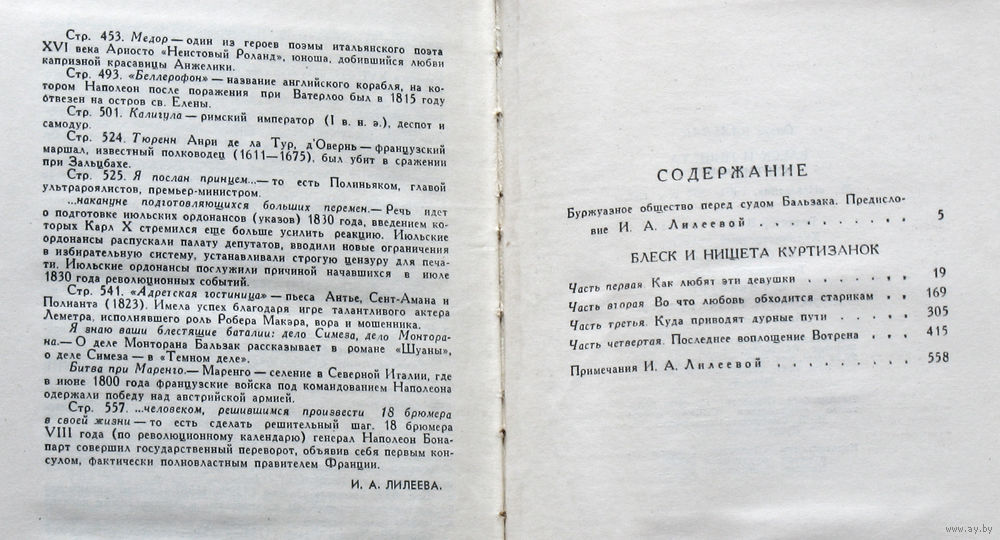 Стр. 453. Медор — один из героев поэмы итальянского поэта
XVI века Ариосто «Неистовый Роланд», юноша, добившийся любви
капризной красавицы Анжелики.
Стр. 493. «Беллерофон» — название английского корабля, на ко-
тором Наполеон после поражения при Ватерлоо был в 1815 году
отвезен на остров св. Елены.
Стр. 501. Калигула — римский император (I в. н. э.), деспот и
самодур.
Стр. 524. Тюренн Анри де ла Тур, д'Овернь — французский
маршал, известный полководец (1611—1675), был убит в сражении
при Зальцбахе.
Стр. 525. Я послан принцем...— то есть Полиньяком, главой
ультрароялистов, премьер-министром.
...накануне подготовляющихся больших перемен.— Речь идет
о подготовке июльских ордонансов (указов) 1830 года, введением ко-
торых Карл X стремился еще больше усилить реакцию. Июльские
ордонансы распускали палату депутатов, вводили новые ограничения
в избирательную систему, устанавливали строгую цензуру для печа-
ти. Июльские ордонансы послужили причиной начавшихся в июле
1830 года революционных событий.
Стр. 541. «Адретская гостиница» — пьеса Антье, Сент-Амана и
Полианта (1823). Имела успех благодаря игре талантливого актера
Леметра, исполнявшего роль Робера Макэра, вора и мошенника.
Я знаю ваши блестящие баталии: дело Симеза, дело Монтора-
на.— О деле Монторана Бальзак рассказывает в романе «Шуаны»,
о деле Симеза — в «Темном деле».
Битва при Маренго.— Маренго — селение в Северной Италии, где
в июне 1800 года французские войска под командованием Наполеона
одержали победу над австрийской армией.
Стр. 557. ...человеком, решившимся произвести 18 брюмера
в своей жизни — то есть сделать решительный шаг. 18 брюмера
VIII года (по революционному календарю) генерал Наполеон Бона-
парт совершил государственный переворот, объявив себя первым кон-
сулом, фактически полновластным правителем Франции.
И. А. ЛИЛЕЕВА.
СОДЕРЖАНИЕ
Буржуазное общество перед судом Бальзака. Предисло-
вие И. А. Лилеевой . . . . . . . . 5
БЛЕСК И НИЩЕТА КУРТИЗАНОК
Часть первая. Как любят эти девушки . . . . . 19
Часть вторая. Во что любовь обходится старикам . . 169
Часть третья. Куда приводят дурные пути . . . . 305
Часть четвертая. Последнее воплощение Вотрена . . . 415
Примечания И. А. Лилеевой . . . . . . . 558
www.ay.by